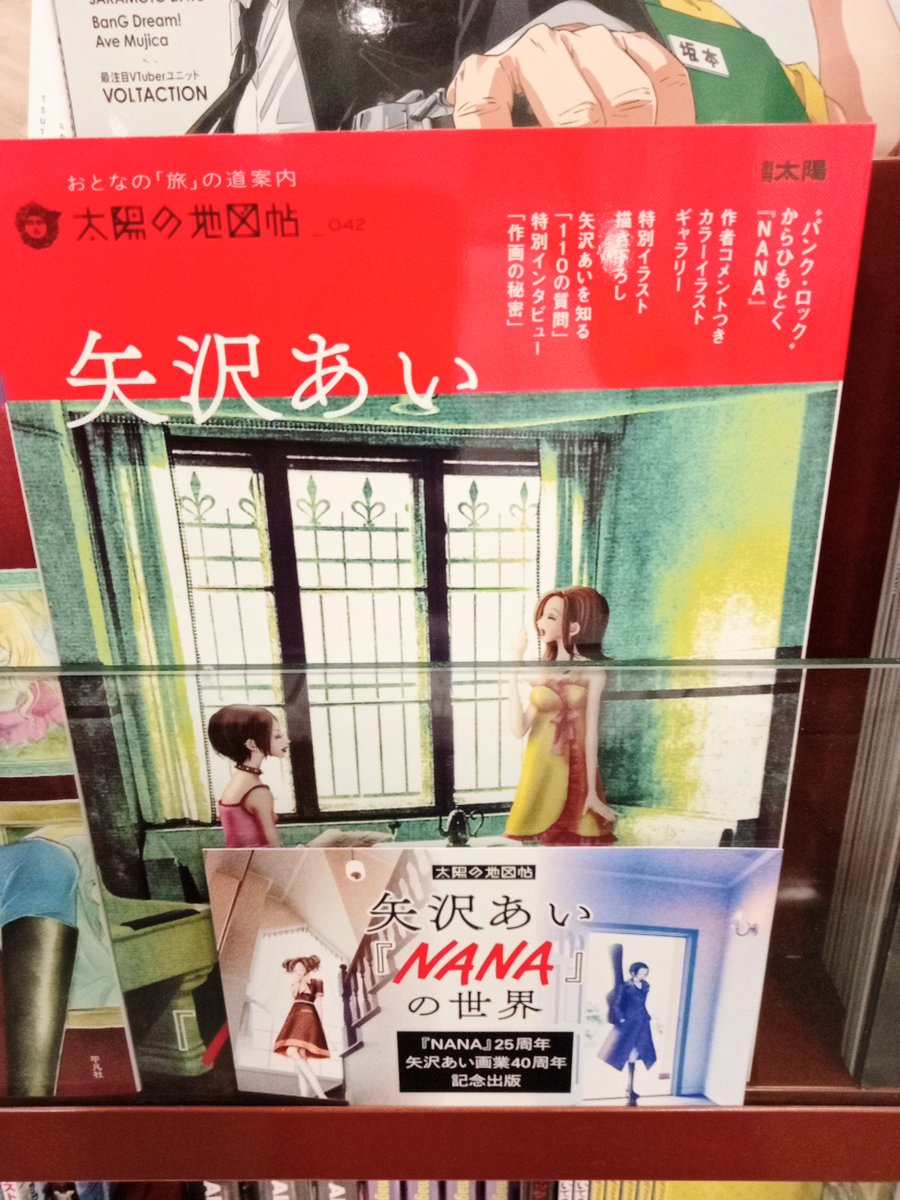 BanG Dream!
Ave Mujica
最注目VTuberユニット
VOLTACTION
坂本
おとなの「旅」の道案内
太陽の地図帖_042
別冊太陽
"パンク・ロック"
からひもとく
『NANA』
作者コメントつき
カラーイラスト
ギャラリー
特別イラスト
描き下ろし
矢沢あいを知る
「110の質問」
特別インタビュー
「作画の秘密」
矢沢あい
太陽の地図帖
矢沢あい
『NANA』
の世界
『NANA』25周年
矢沢あい画業40周年
記念出版
平凡社